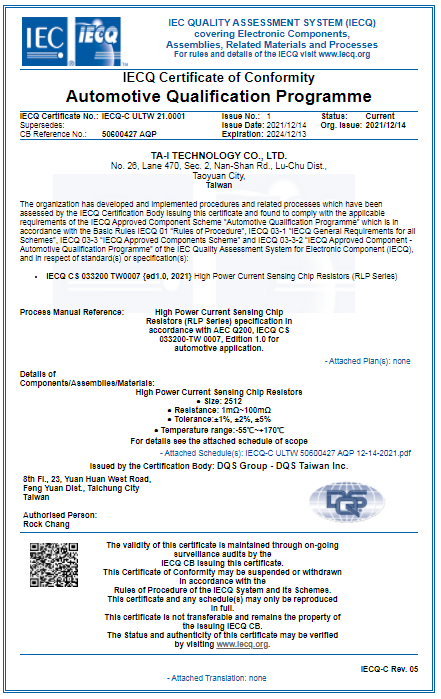 IEC
IECQ
IEC QUALITY ASSESSMENT SYSTEM (IECQ)
covering Electronic Components,
Assemblies, Related Materials and Processes
For rules and details of the IECQ visit www.iecq.org
IECQ Certificate of Conformity
Automotive Qualification Programme
IECQ Certificate No.: IECQ-C ULTW 21.0001 Issue No.: 1 Status: Current
Supersedes: Issue Date: 2021/12/14 Org. Issue: 2021/12/14
CB Reference No.: 50600427 AQP Expiration: 2024/12/13
TA-I TECHNOLOGY CO., LTD.
No. 26, Lane 470, Sec. 2, Nan-Shan Rd., Lu-Chu Dist.,
Taoyuan City,
Taiwan
The organization has developed and implemented procedures and related processes which have been
assessed by the IECQ Certification Body issuing this certificate and found to comply with the applicable
requirements of the IECQ Approved Component Scheme "Automotive Qualification Programme" which is in
accordance with the Basic Rules IECQ 01 "Rules of Procedure", IECQ 03-1 "IECQ General Requirements for all
Schemes", IECQ 03-3 "IECQ Approved Components Scheme" and IECQ 03-3-2 "IECQ Approved Component -
Automotive Qualification Programme" of the IEC Quality Assessment System for Electronic Component (IECQ),
and in respect of standard(s) or specification(s):
• IECQ CS 033200 TW0007 {ed1.0, 2021} High Power Current Sensing Chip Resistors (RLP Series)
Process Manual Reference: High Power Current Sensing Chip
Resistors (RLP Series) specification in
accordance with AEC Q200, IECQ CS
033200-TW 0007, Edition 1.0 for
automotive application.
- Attached Plan(s): none
Details of
Components/Assemblies/Materials:
High Power Current Sensing Chip Resistors
● Size: 2512
● Resistance: 1mΩ~100mΩ
● Tolerance:±1%, ±2%, ±5%
● Temperature range:-55℃~+170℃
For details see the attached schedule of scope
- Attached Schedule(s): IECQ-C ULTW 50600427 AQP 12-14-2021.pdf
Issued by the Certification Body: DQS Group - DQS Taiwan Inc.
8th Fl., 23, Yuan Huan West Road,
Feng Yuan Dist., Taichung City
Taiwan
DQS
Authorised Person:
Rock Chang
The validity of this certificate is maintained through on-going
surveillance audits by the
IECQ CB issuing this certificate.
This Certificate of Conformity may be suspended or withdrawn
in accordance with the
Rules of Procedure of the IECQ System and its Schemes.
This certificate and any schedule(s) may only be reproduced
in full.
This certificate is not transferable and remains the property of
the issuing IECQ CB.
The Status and authenticity of this certificate may be verified
by visiting www.iecq.org.
IECQ-C Rev. 05
- Attached Translation: none